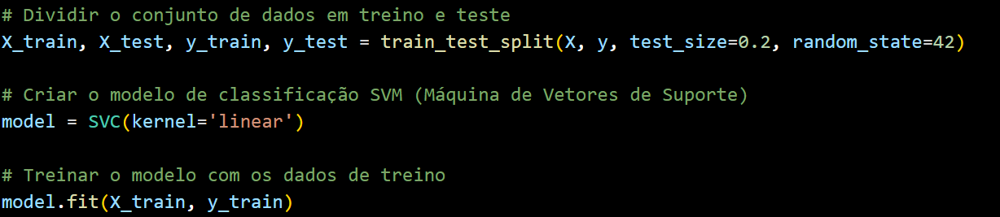 # Dividir o conjunto de dados em treino e teste
X_train, X_test, y_train, y_test = train_test_split(X, y, test_size=0.2, random_state=42)
# Criar o modelo de classificação SVM (Máquina de Vetores de Suporte)
model = SVC(kernel='linear')
# Treinar o modelo com os dados de treino
model.fit(X_train, y_train)